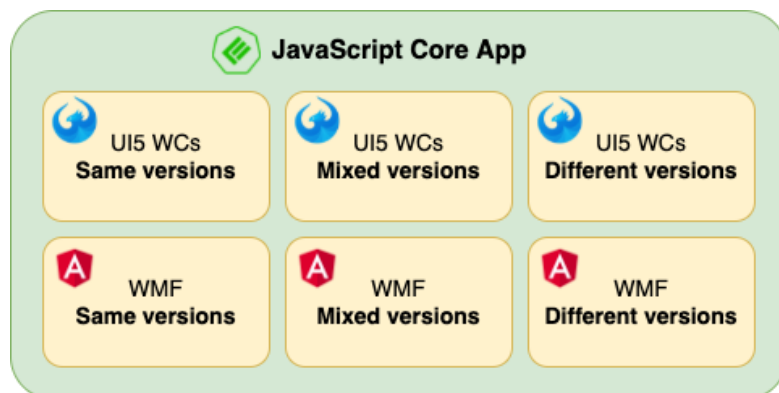 JavaScript Core App
UI5 WCs
Same versions
UI5 WCs
Mixed versions
UI5 WCs
Different versions
WMF
Same versions
WMF
Mixed versions
WMF
Different versions